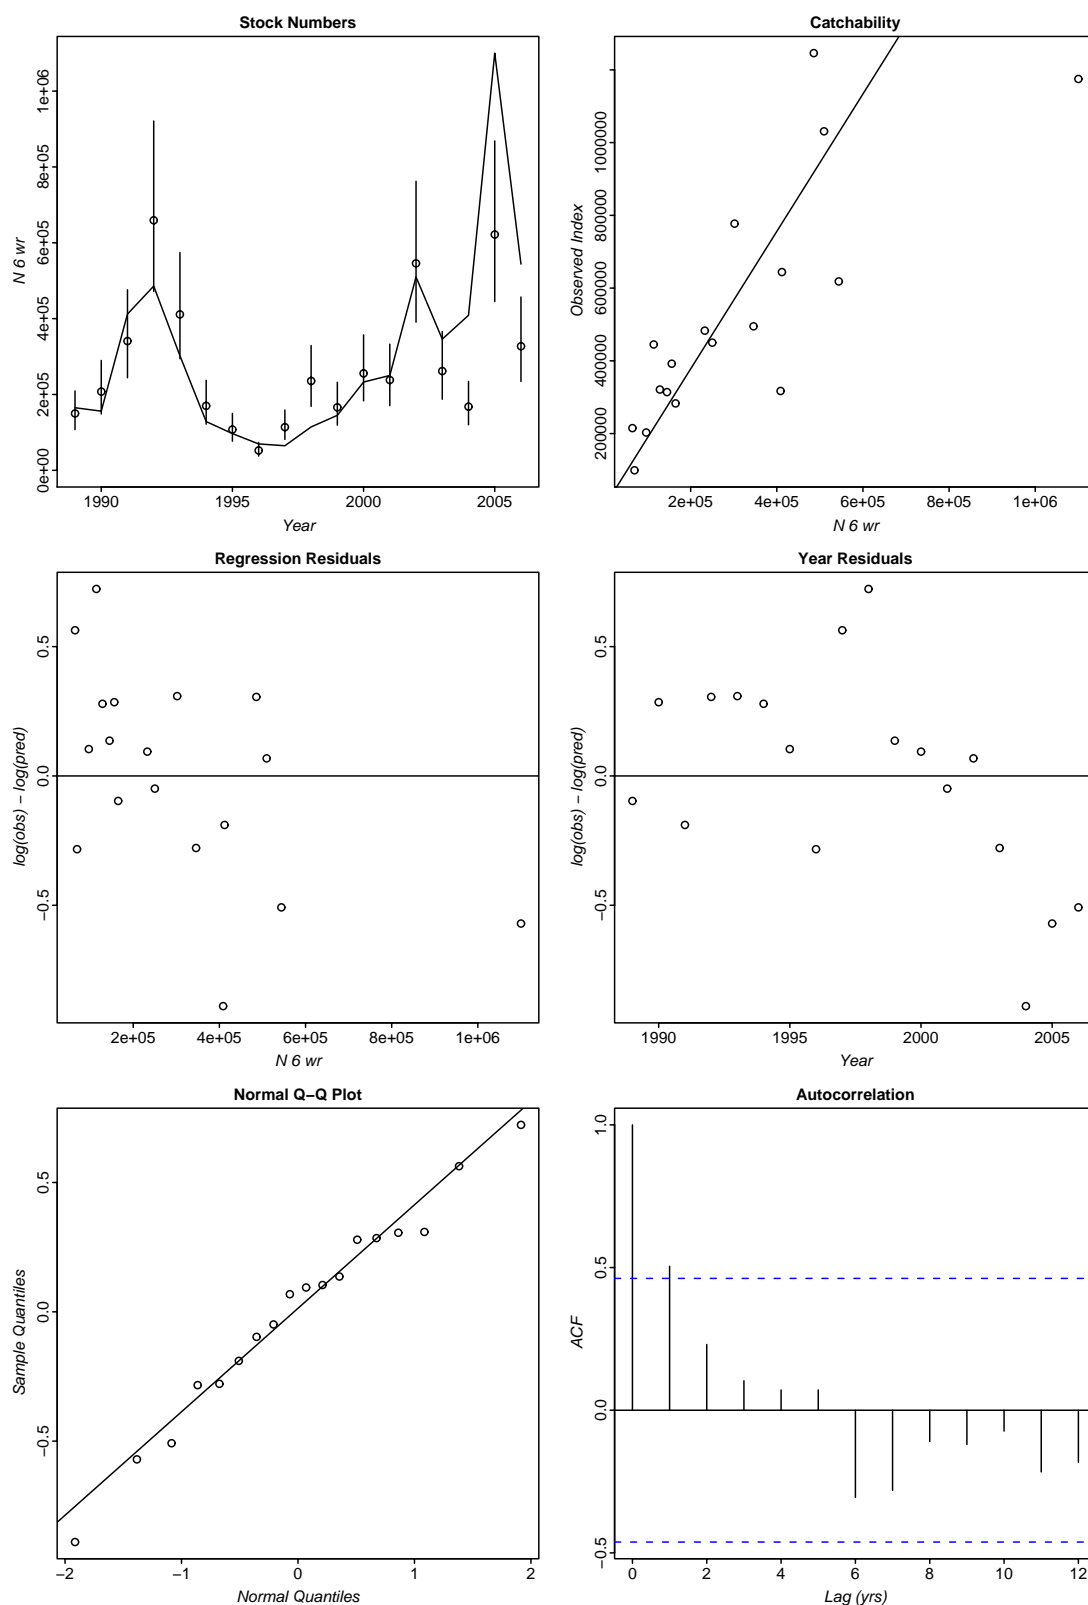 Stock Numbers
N 6 wr
0e+00 2e+05 4e+05 6e+05 8e+05 1e+06
1990 1995 2000 2005
Year
Catchability
Observed Index
200000 400000 600000 800000 1000000
2e+05 4e+05 6e+05 8e+05 1e+06
N 6 wr
Regression Residuals
log(obs) − log(pred)
−0.5 0.0 0.5
2e+05 4e+05 6e+05 8e+05 1e+06
N 6 wr
Year Residuals
log(obs) − log(pred)
−0.5 0.0 0.5
1990 1995 2000 2005
Year
Normal Q−Q Plot
Sample Quantiles
−0.5 0.0 0.5
−2 −1 0 1 2
Normal Quantiles
Autocorrelation
ACF
−0.5 0.0 0.5 1.0
0 2 4 6 8 10 12
Lag (yrs)